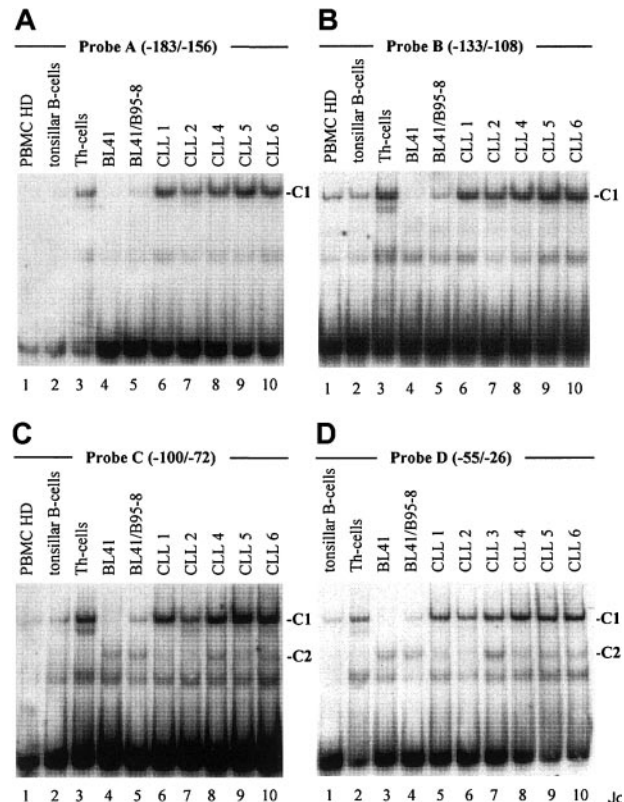 A
Probe A (-183/-156)
PBMC HD
tonsillar B-cells
Th-cells
BL41
BL41/B95-8
CLL 1
CLL 2
CLL 4
CLL 5
CLL 6
-C1
1 2 3 4 5 6 7 8 9 10
B
Probe B (-133/-108)
PBMC HD
tonsillar B-cells
Th-cells
BL41
BL41/B95-8
CLL 1
CLL 2
CLL 4
CLL 5
CLL 6
-C1
1 2 3 4 5 6 7 8 9 10
C
Probe C (-100/-72)
PBMC HD
tonsillar B-cells
Th-cells
BL41
BL41/B95-8
CLL 1
CLL 2
CLL 4
CLL 5
CLL 6
-C1
-C2
1 2 3 4 5 6 7 8 9 10
D
Probe D (-55/-26)
tonsillar B-cells
Th-cells
BL41
BL41/B95-8
CLL 1
CLL 2
CLL 3
CLL 4
CLL 5
CLL 6
-C1
-C2
1 2 3 4 5 6 7 8 9 10